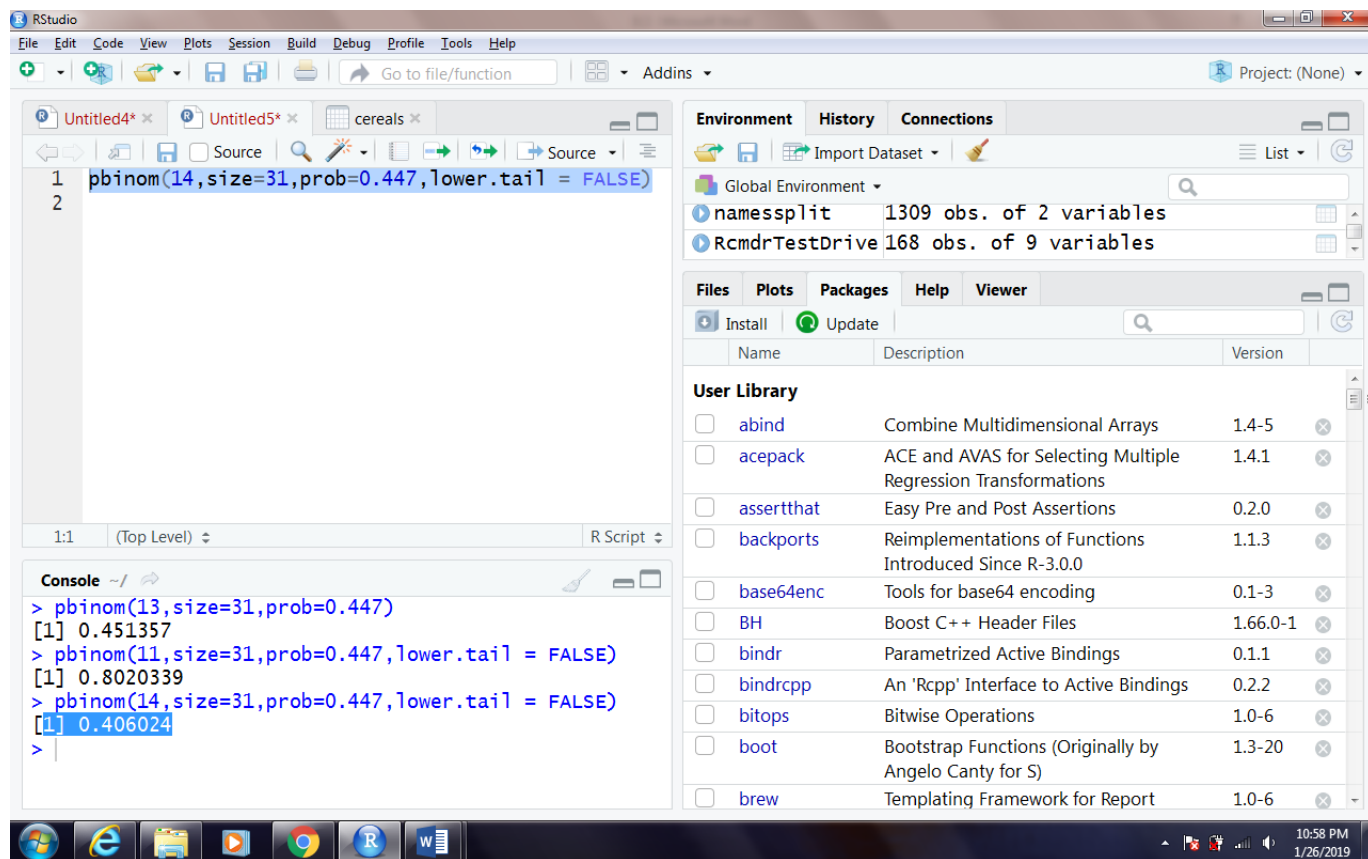 RStudio
File Edit Code View Plots Session Build Debug Profile Tools Help
Go to file/function Addins Project: (None)
Untitled4* Untitled5* cereals
Source Source
1 pbinom(14,size=31,prob=0.447,lower.tail = FALSE)
2
1:1 (Top Level) R Script
Console ~/
> pbinom(13,size=31,prob=0.447)
[1] 0.451357
> pbinom(11,size=31,prob=0.447,lower.tail = FALSE)
[1] 0.8020339
> pbinom(14,size=31,prob=0.447,lower.tail = FALSE)
[1] 0.406024
>
Environment History Connections
Import Dataset List
Global Environment
namessplit 1309 obs. of 2 variables
RcmdrTestDrive 168 obs. of 9 variables
Files Plots Packages Help Viewer
Install Update
Name Description Version
User Library
abind Combine Multidimensional Arrays 1.4-5
acepack ACE and AVAS for Selecting Multiple 1.4.1
Regression Transformations
assertthat Easy Pre and Post Assertions 0.2.0
backports Reimplementations of Functions 1.1.3
Introduced Since R-3.0.0
base64enc Tools for base64 encoding 0.1-3
BH Boost C++ Header Files 1.66.0-1
bindr Parametrized Active Bindings 0.1.1
bindrcpp An 'Rcpp' Interface to Active Bindings 0.2.2
bitops Bitwise Operations 1.0-6
boot Bootstrap Functions (Originally by 1.3-20
Angelo Canty for S)
brew Templating Framework for Report 1.0-6
10:58 PM
1/26/2019